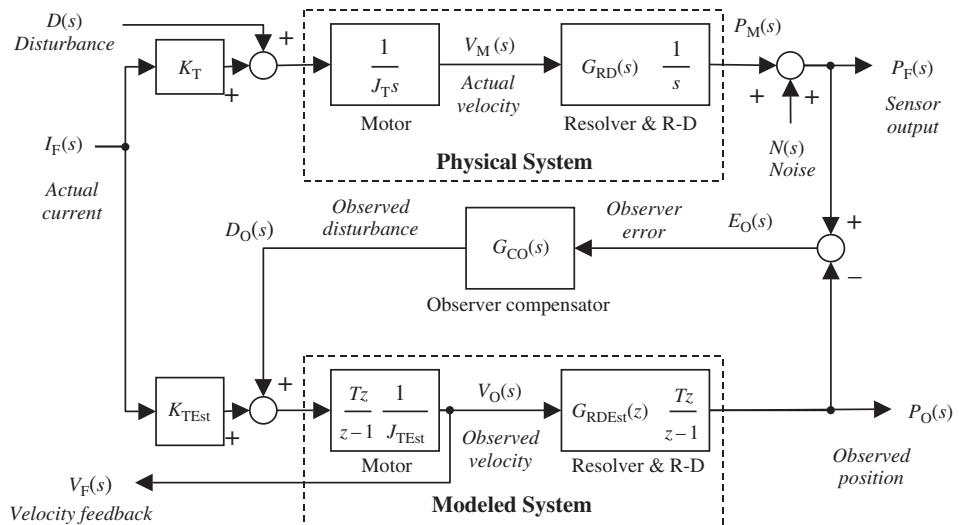 D(s)
Disturbance
+
K_T
+
1
J_T s
Motor
V_M (s)
Actual
velocity
G_RD(s) 1
s
Resolver & R-D
Physical System
P_M(s)
+
+
N(s)
Noise
P_F(s)
Sensor
output
I_F(s)
Actual
current
D_O(s)
Observed
disturbance
G_CO(s)
Observer compensator
Observer
error
E_O(s)
+
−
K_TEst
+
+
Tz 1
z−1 J_TEst
Motor
V_O(s)
Observed
velocity
G_RDEst(z) Tz
z−1
Resolver & R-D
Modeled System
P_O(s)
Observed
position
V_F(s)
Velocity feedback